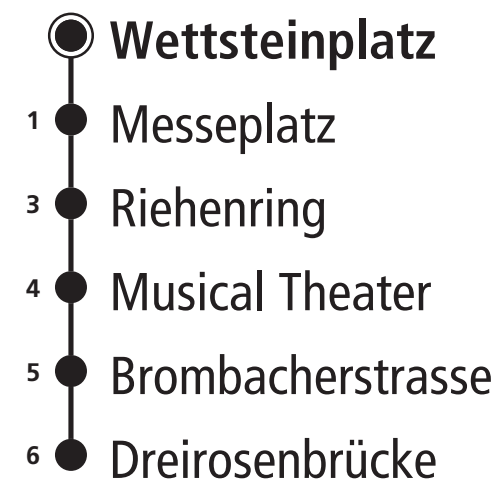 Wettsteinplatz
1 Messeplatz
3 Riehenring
4 Musical Theater
5 Brombacherstrasse
6 Dreirosenbrücke